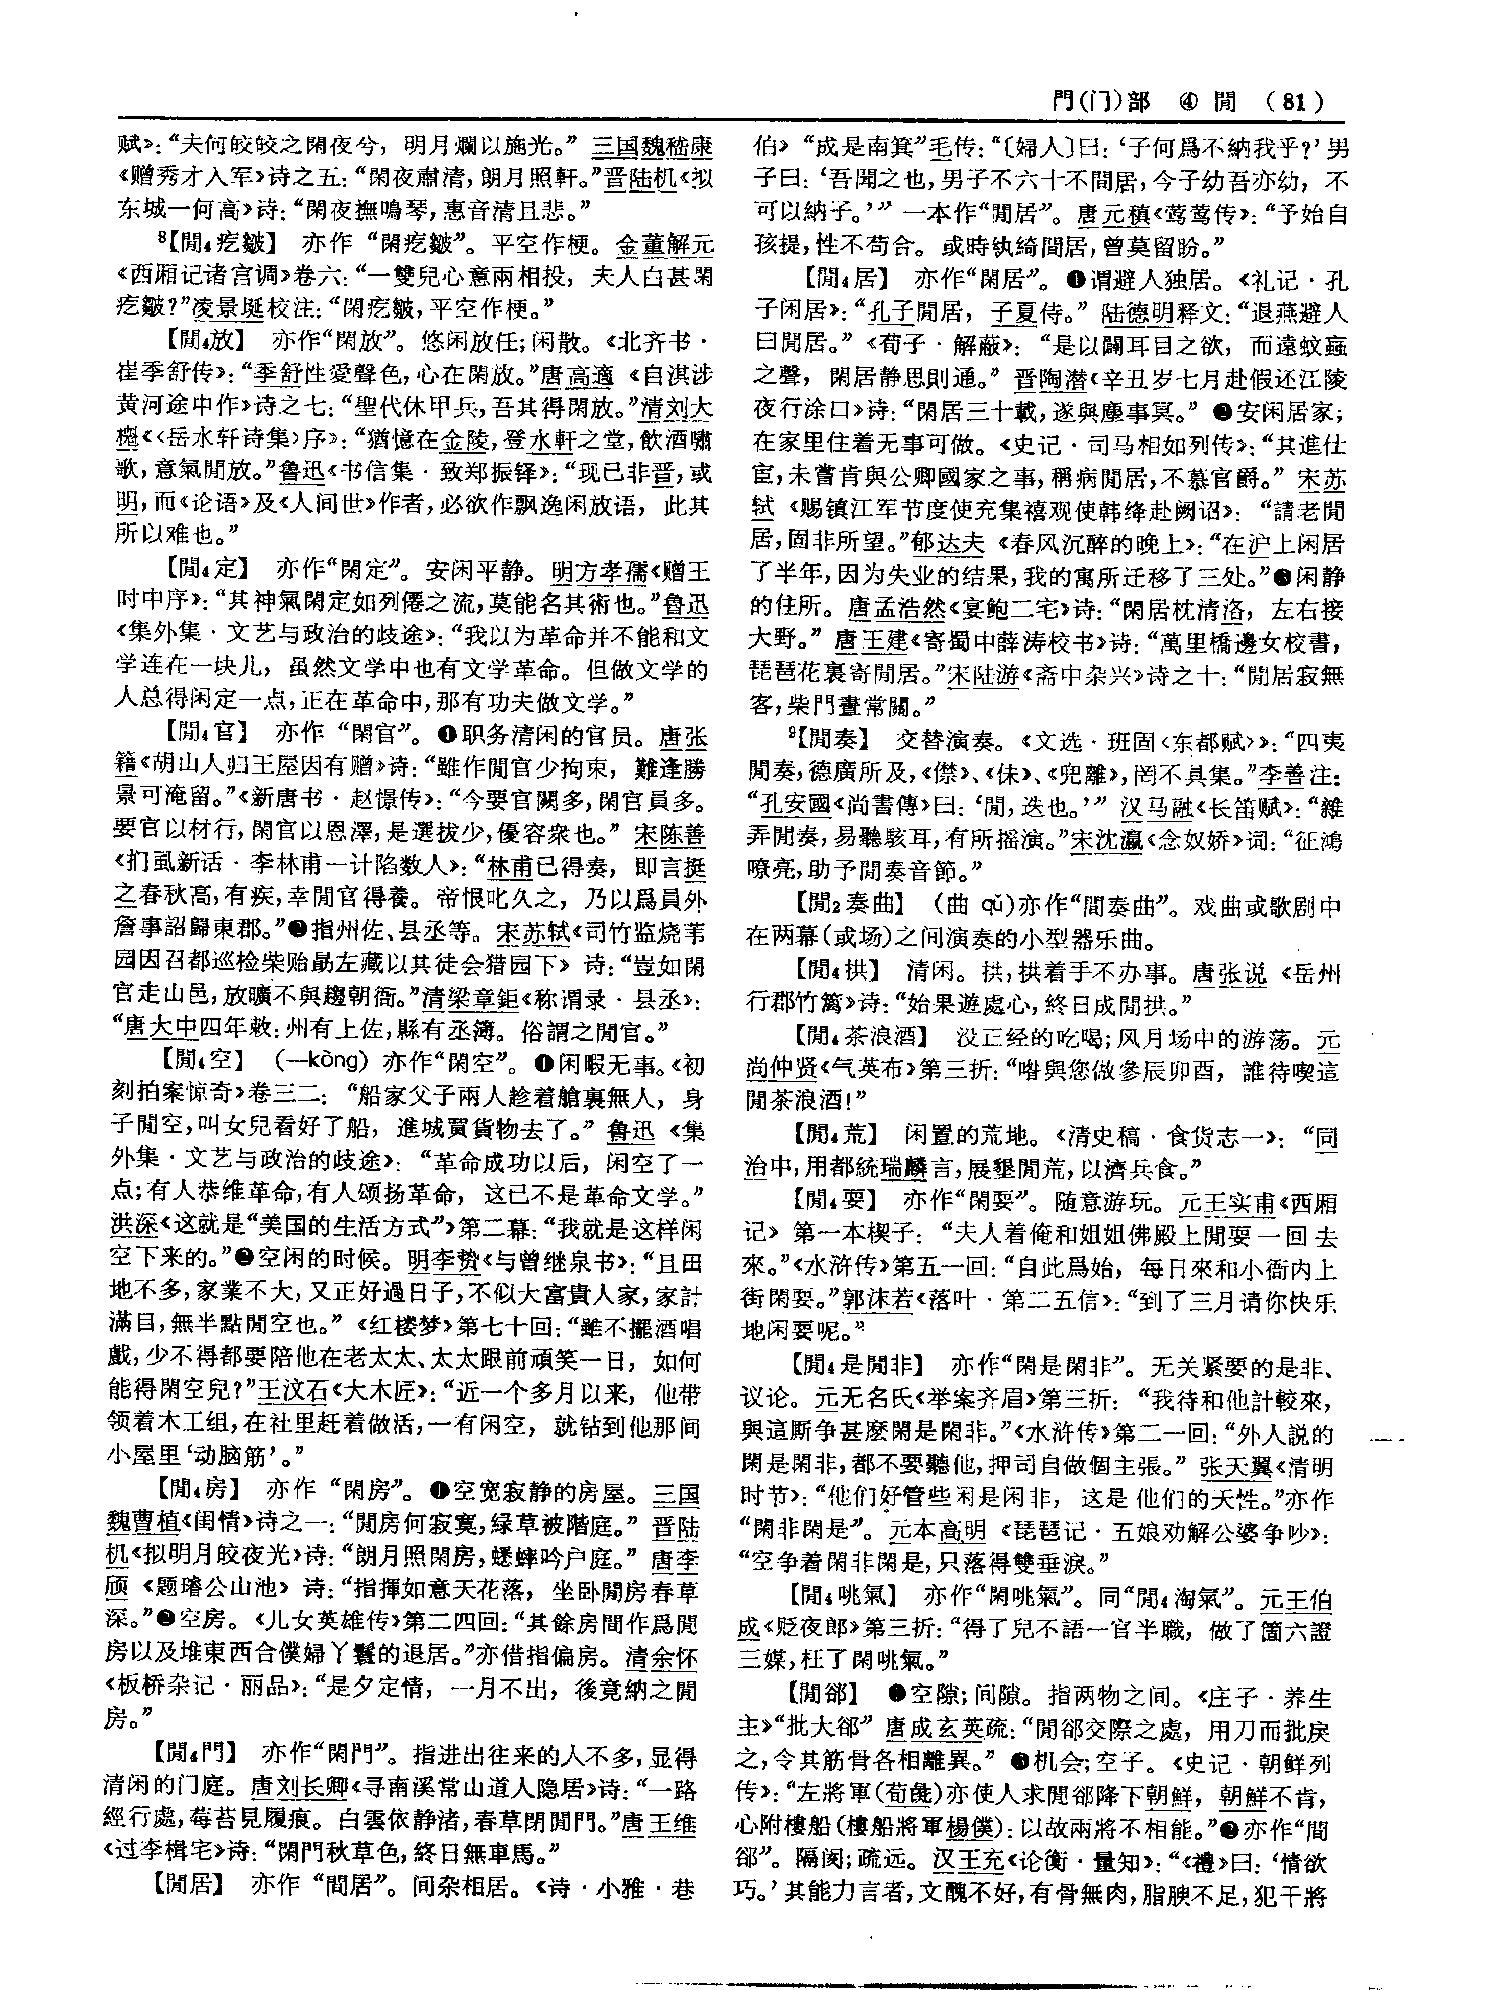 門(门)部 ④ 閒 (81)
赋》：“夫何皎皎之閑夜兮，明月爛以施光。”三国魏嵇康
《赠秀才入军》诗之五：“閑夜肅清，朗月照軒。”晋陆机《拟
东城一何高》诗：“閑夜撫鳴琴，惠音清且悲。”
⁸【閒₄疙皺】 亦作“閑疙皺”。平空作梗。金董解元
《西厢记诸宫调》卷六：“一雙兒心意兩相投，夫人白甚閑
疙皺？”凌景埏校注：“閑疙皺，平空作梗。”
【閒₄放】 亦作“閑放”。悠闲放任；闲散。《北齐书·
崔季舒传》：“季舒性愛聲色，心在閑放。”唐高適《自淇涉
黄河途中作》诗之七：“聖代休甲兵，吾其得閑放。”清刘大
櫆《〈岳水轩诗集〉序》：“猶憶在金陵，登水軒之堂，飲酒嘯
歌，意氣閒放。”鲁迅《书信集·致郑振铎》：“现已非晋，或
明，而《论语》及《人间世》作者，必欲作飘逸闲放语，此其
所以难也。”
【閒₄定】 亦作“閑定”。安闲平静。明方孝孺《赠王
时中序》：“其神氣閑定如列僊之流，莫能名其術也。”鲁迅
《集外集·文艺与政治的歧途》：“我以为革命并不能和文
学连在一块儿，虽然文学中也有文学革命。但做文学的
人总得闲定一点，正在革命中，那有功夫做文学。”
【閒₄官】 亦作“閑官”。❶职务清闲的官员。唐张
籍《胡山人归王屋因有赠》诗：“雖作閒官少拘束，難逢勝
景可淹留。”《新唐书·赵憬传》：“今要官闕多，閑官員多。
要官以材行，閑官以恩澤，是選拔少，優容衆也。”宋陈善
《扪虱新话·李林甫一计陷数人》：“林甫已得奏，即言挺
之春秋高，有疾，幸閒官得養。帝恨叱久之，乃以爲員外
詹事詔歸東郡。”❷指州佐、县丞等。宋苏轼《司竹监烧苇
园因召都巡检柴贻勗左藏以其徒会猎园下》诗：“豈如閑
官走山邑，放曠不與趨朝衙。”清梁章鉅《称谓录·县丞》：
“唐大中四年敕：州有上佐，縣有丞簿。俗謂之閒官。”
【閒₄空】 （—kòng）亦作“閑空”。❶闲暇无事。《初
刻拍案惊奇》卷三二：“船家父子兩人趁着艙裏無人，身
子閒空，叫女兒看好了船，進城買貨物去了。”鲁迅《集
外集·文艺与政治的歧途》：“革命成功以后，闲空了一
点；有人恭维革命，有人颂扬革命，这已不是革命文学。”
洪深《这就是“美国的生活方式”》第二幕：“我就是这样闲
空下来的。”❷空闲的时候。明李贽《与曾继泉书》：“且田
地不多，家業不大，又正好過日子，不似大富貴人家，家計
滿目，無半點閒空也。”《红楼梦》第七十回：“雖不擺酒唱
戲，少不得都要陪他在老太太、太太跟前頑笑一日，如何
能得閑空兒？”王汶石《大木匠》：“近一个多月以来，他带
领着木工组，在社里赶着做活，一有闲空，就钻到他那间
小屋里‘动脑筋’。”
【閒₄房】 亦作“閑房”。❶空宽寂静的房屋。三国
魏曹植《闺情》诗之一：“閒房何寂寞，绿草被階庭。”晋陆
机《拟明月皎夜光》诗：“朗月照閑房，蟋蟀吟户庭。”唐李
颀《题璿公山池》诗：“指揮如意天花落，坐卧閒房春草
深。”❷空房。《儿女英雄传》第二四回：“其餘房間作爲閒
房以及堆東西合僕婦丫鬟的退居。”亦借指偏房。清余怀
《板桥杂记·丽品》：“是夕定情，一月不出，後竟納之閒
房。”
【閒₄門】 亦作“閑門”。指进出往来的人不多，显得
清闲的门庭。唐刘长卿《寻南溪常山道人隐居》诗：“一路
經行處，莓苔見履痕。白雲依静渚，春草閉閒門。”唐王维
《过李楫宅》诗：“閑門秋草色，終日無車馬。”
【閒居】 亦作“間居”。间杂相居。《诗·小雅·巷
伯》“成是南箕”毛传：“〔婦人〕曰：‘子何爲不納我乎？’男
子曰：‘吾聞之也，男子不六十不間居，今子幼吾亦幼，不
可以納子。’”一本作“閒居”。唐元稹《莺莺传》：“予始自
孩提，性不苟合。或時紈綺間居，曾莫留盼。”
【閒₄居】 亦作“閑居”。❶谓避人独居。《礼记·孔
子闲居》：“孔子閒居，子夏侍。”陆德明释文：“退燕避人
曰閒居。”《荀子·解蔽》：“是以闢耳目之欲，而遠蚊蝱
之聲，閑居静思則通。”晋陶潜《辛丑岁七月赴假还江陵
夜行涂口》诗：“閑居三十載，遂與塵事冥。”❷安闲居家；
在家里住着无事可做。《史记·司马相如列传》：“其進仕
宦，未嘗肯與公卿國家之事，稱病閒居，不慕官爵。”宋苏
轼《赐镇江军节度使充集禧观使韩绛赴阙诏》：“請老閒
居，固非所望。”郁达夫《春风沉醉的晚上》：“在沪上闲居
了半年，因为失业的结果，我的寓所迁移了三处。”❸闲静
的住所。唐孟浩然《宴鲍二宅》诗：“閑居枕清洛，左右接
大野。”唐王建《寄蜀中薛涛校书》诗：“萬里橋邊女校書，
琵琶花裏寄閒居。”宋陆游《斋中杂兴》诗之十：“閒居寂無
客，柴門晝常關。”
⁹【閒奏】 交替演奏。《文选·班固〈东都赋〉》：“四夷
閒奏，德廣所及，《僸》、《佅》、《兜離》，罔不具集。”李善注：
“孔安國《尚書傳》曰：‘閒，迭也。’”汉马融《长笛赋》：“雜
弄閒奏，易聽駭耳，有所摇演。”宋沈瀛《念奴娇》词：“征鴻
嘹亮，助予閒奏音節。”
【閒₂奏曲】 （曲 qǔ）亦作“間奏曲”。戏曲或歌剧中
在两幕（或场）之间演奏的小型器乐曲。
【閒₄拱】 清闲。拱，拱着手不办事。唐张说《岳州
行郡竹篱》诗：“始果遊處心，終日成閒拱。”
【閒₄茶浪酒】 没正经的吃喝；风月场中的游荡。元
尚仲贤《气英布》第三折：“喒與您做參辰卯酉，誰待喫這
閒茶浪酒！”
【閒₄荒】 闲置的荒地。《清史稿·食货志一》：“同
治中，用都統瑞麟言，展墾閒荒，以濟兵食。”
【閒₄耍】 亦作“閑耍”。随意游玩。元王实甫《西厢
记》第一本楔子：“夫人着俺和姐姐佛殿上閒耍一回去
來。”《水浒传》第五一回：“自此爲始，每日來和小衙内上
街閑耍。”郭沫若《落叶·第二五信》：“到了三月请你快乐
地闲耍呢。”
【閒₄是閒非】 亦作“閑是閑非”。无关紧要的是非、
议论。元无名氏《举案齐眉》第三折：“我待和他計較來，
與這厮争甚麽閑是閑非。”《水浒传》第二一回：“外人説的
閑是閑非，都不要聽他，押司自做個主張。”张天翼《清明
时节》：“他们好管些闲是闲非，这是他们的天性。”亦作
“閑非閑是”。元本高明《琵琶记·五娘劝解公婆争吵》：
“空争着閑非閑是，只落得雙垂淚。”
【閒₄咷氣】 亦作“閑咷氣”。同“閒₄淘氣”。元王伯
成《贬夜郎》第三折：“得了兒不語一官半職，做了箇六證
三媒，枉了閑咷氣。”
【閒郤】 ❶空隙；间隙。指两物之间。《庄子·养生
主》“批大郤”唐成玄英疏：“閒郤交際之處，用刀而批戾
之，令其筋骨各相離異。”❷机会；空子。《史记·朝鲜列
传》：“左將軍（荀彘）亦使人求閒郤降下朝鮮，朝鮮不肯，
心附樓船（樓船將軍楊僕）：以故兩將不相能。”❸亦作“間
郤”。隔阂；疏远。汉王充《论衡·量知》：“《禮》曰：‘情欲
巧。’其能力言者，文醜不好，有骨無肉，脂腴不足，犯干將